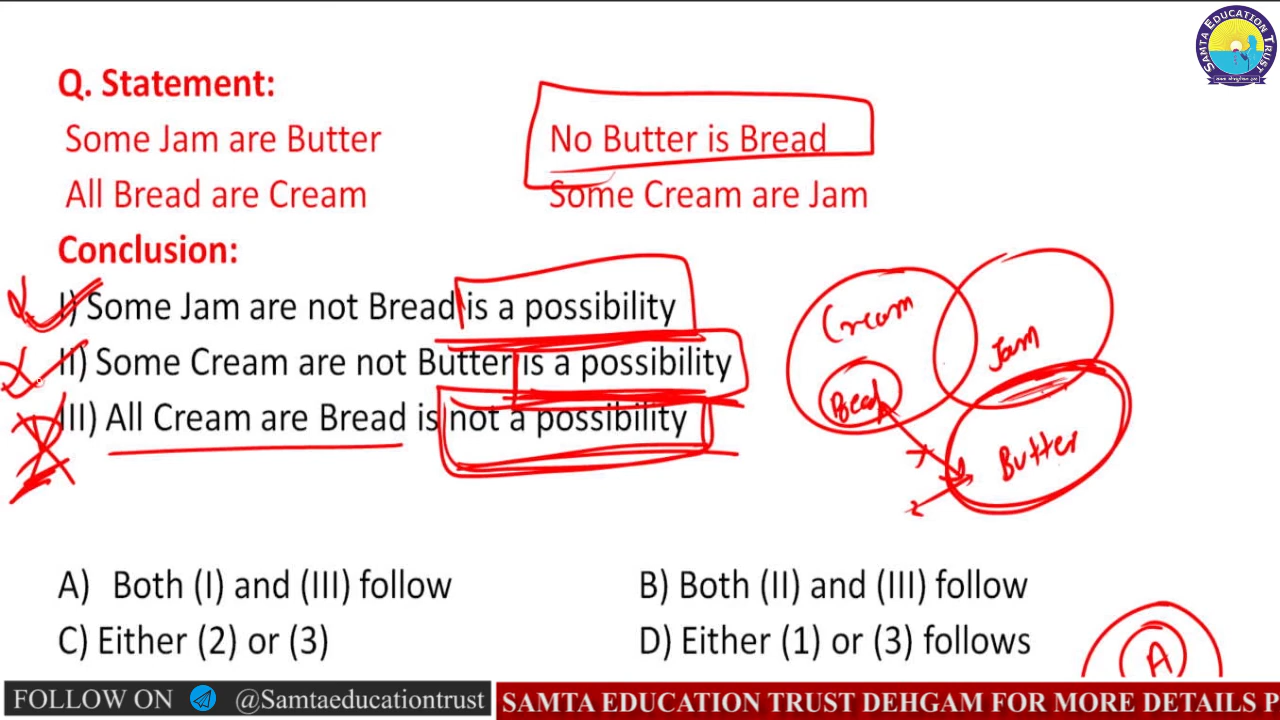 SAMTA EDUCATION TRUST
Q. Statement:
Some Jam are Butter No Butter is Bread
All Bread are Cream Some Cream are Jam
Conclusion:
I) Some Jam are not Bread is a possibility
II) Some Cream are not Butter is a possibility
III) All Cream are Bread is not a possibility
Cream
Jam
Bread
Butter
A) Both (I) and (III) follow B) Both (II) and (III) follow
C) Either (2) or (3) D) Either (1) or (3) follows
A
FOLLOW ON @Samtaeducationtrust SAMTA EDUCATION TRUST DEHGAM FOR MORE DETAILS P